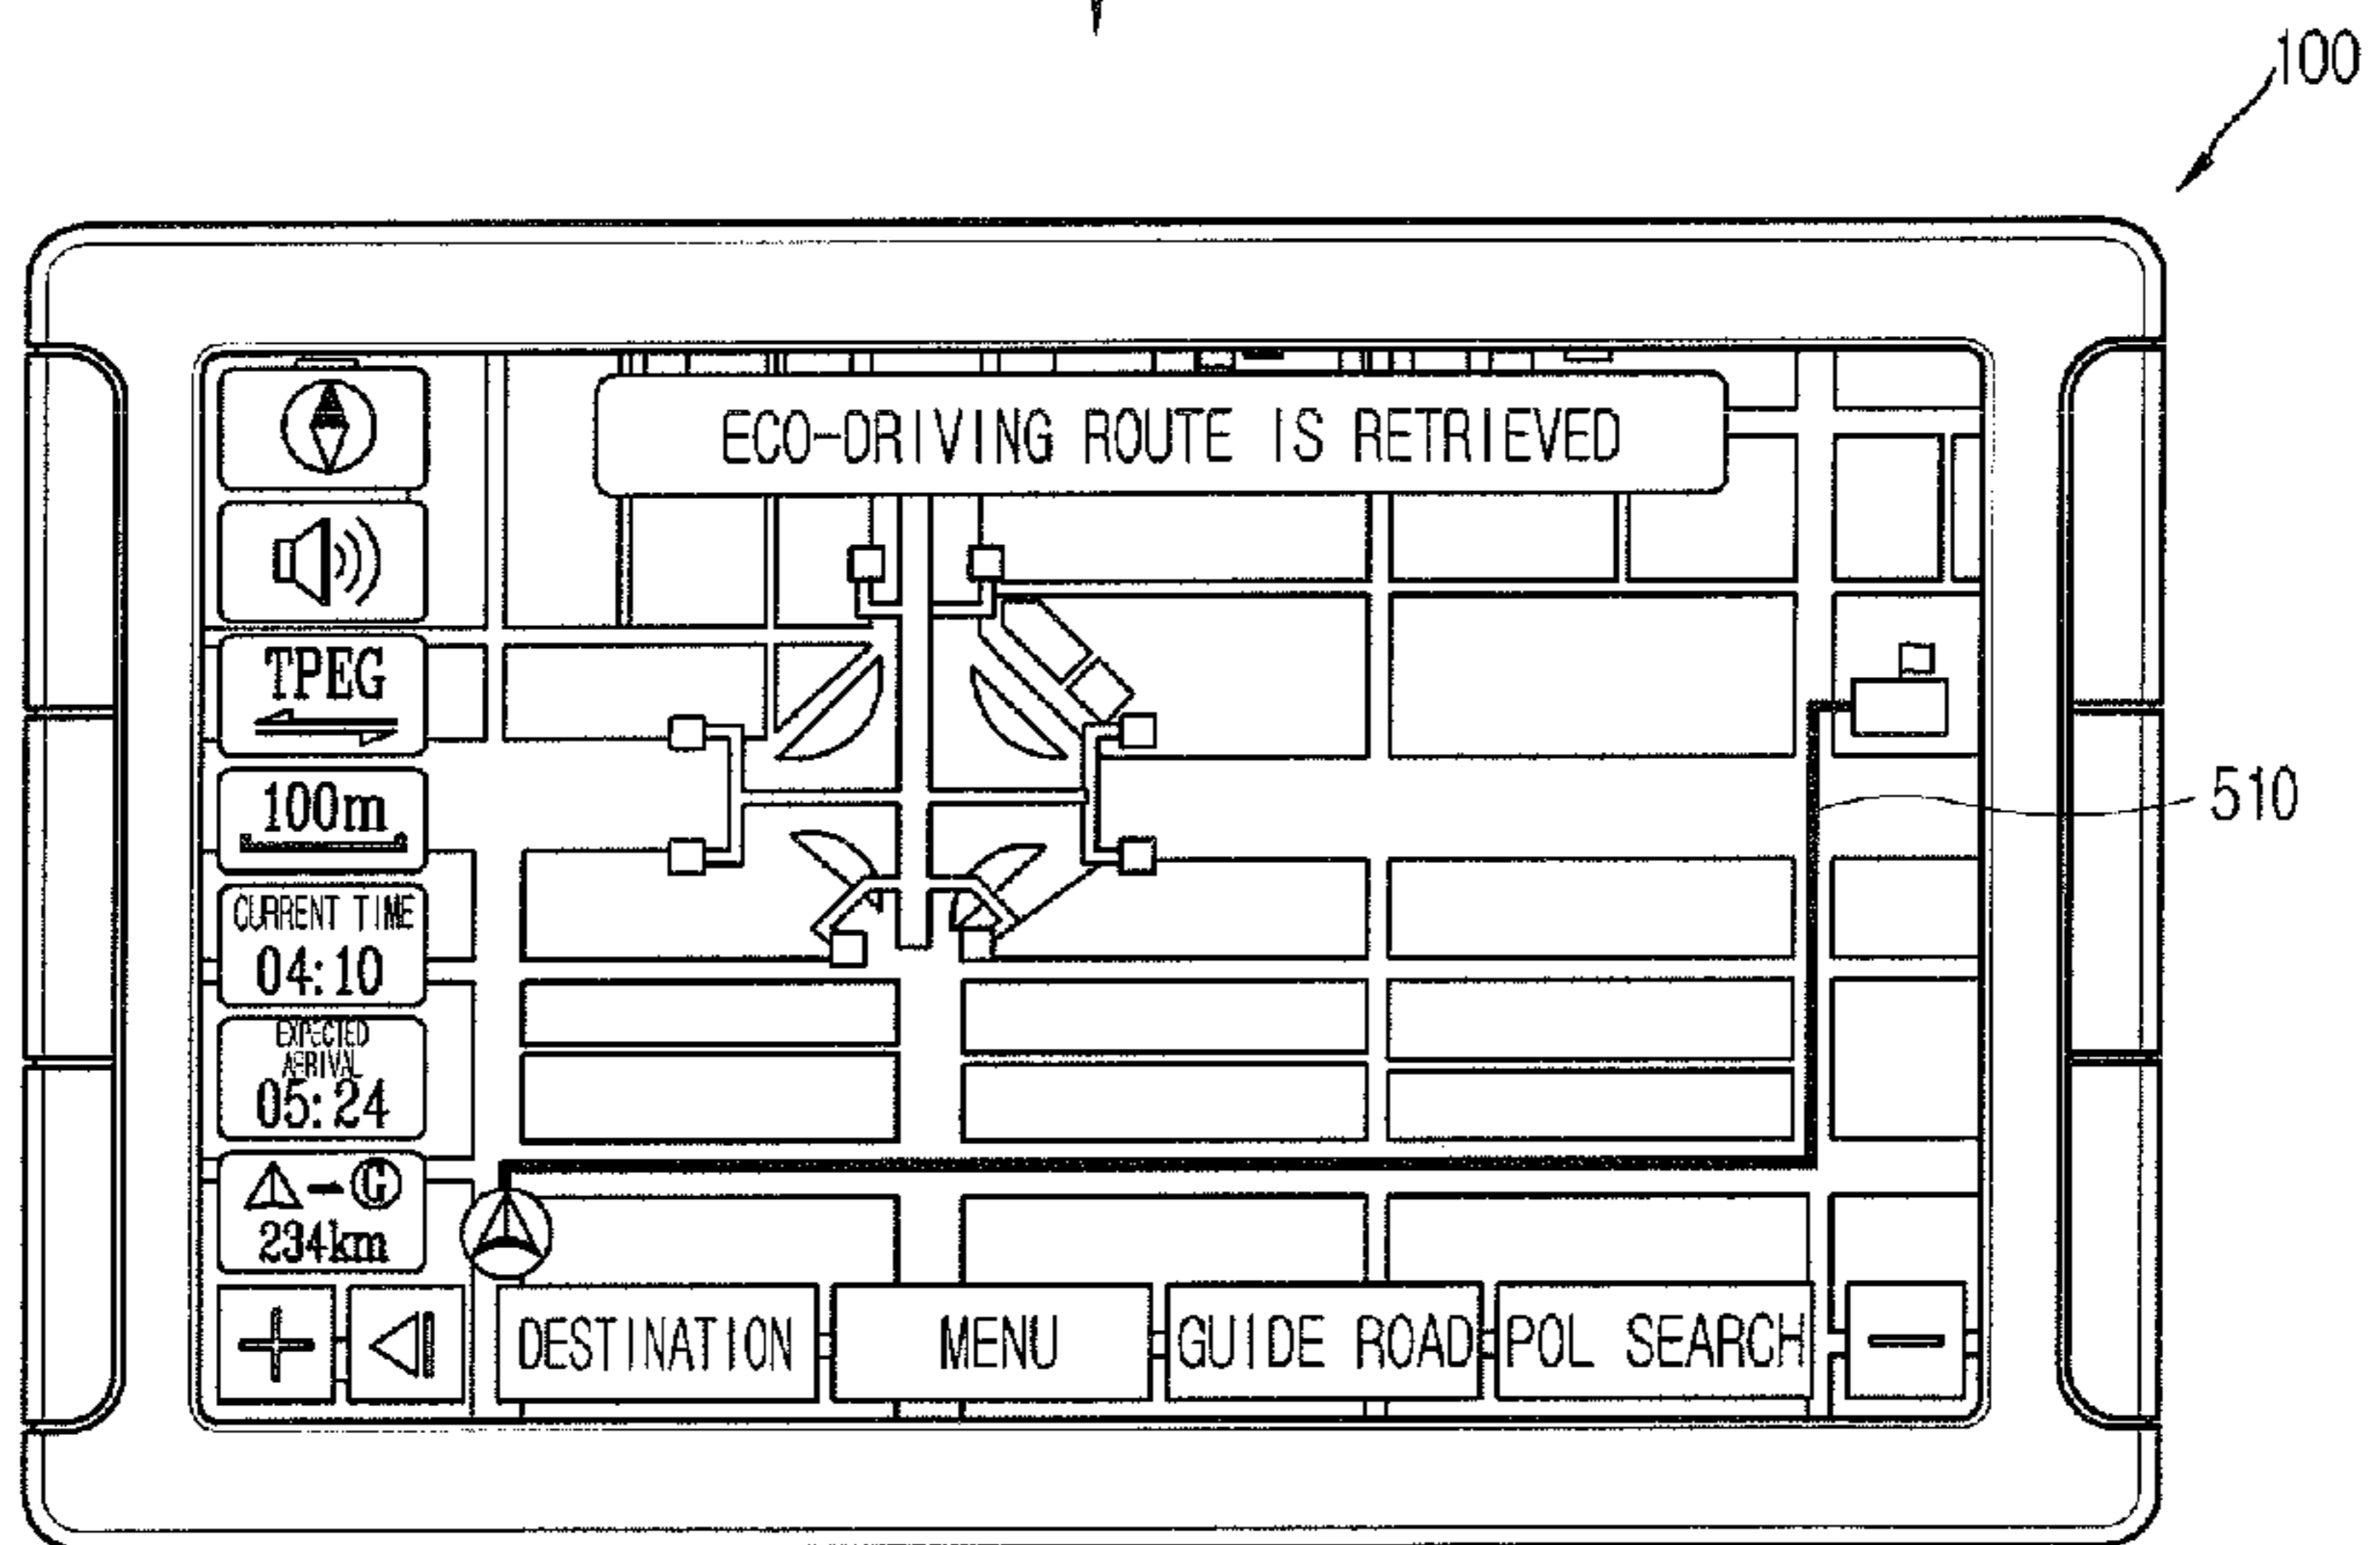 100
ECO-DRIVING ROUTE IS RETRIEVED
TPEG
100m
510
CURRENT TIME
04:10
EXPECTED
ARRIVAL
05:24
G
234km
DESTINATION
MENU
GUIDE ROAD
POL SEARCH